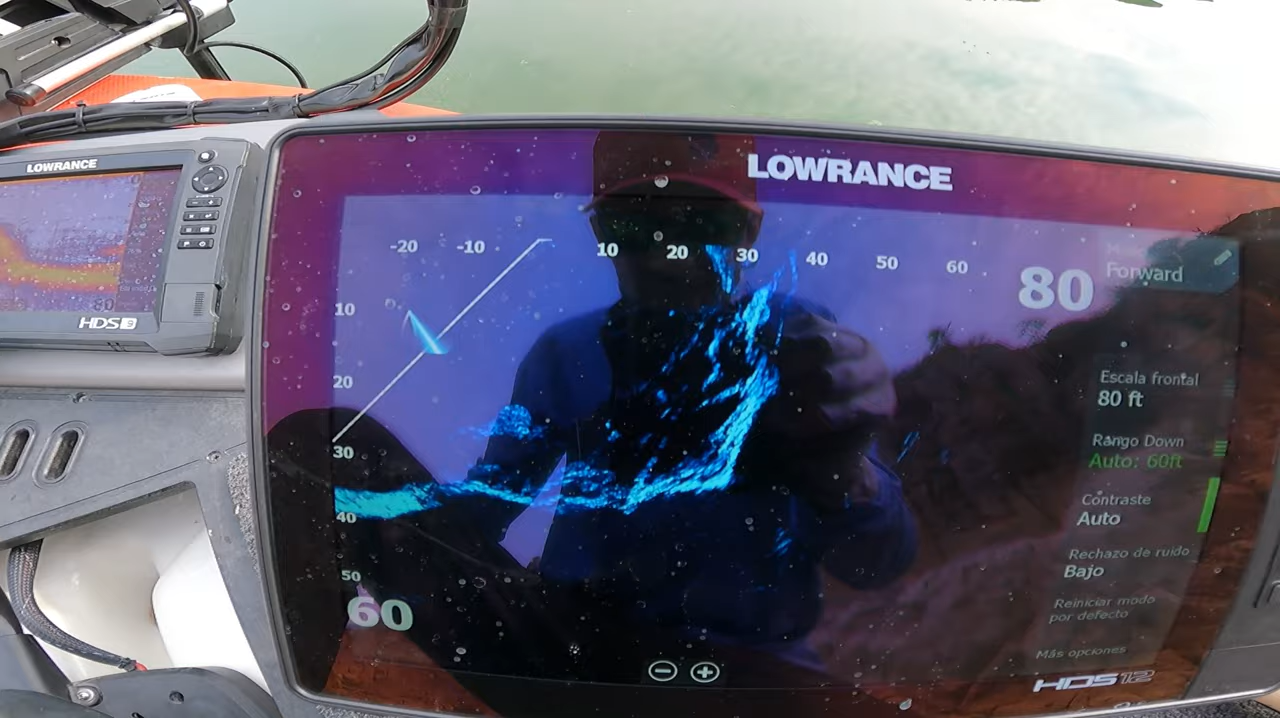 LOWRANCE
HDS 9
LOWRANCE
-20 -10 10 20 30 40 50 60 80
10
20
30
40
50
60
Forward
Escala frontal
80 ft
Rango Down
Auto: 60ft
Contraste
Auto
Rechazo de ruido
Bajo
Reiniciar modo
por defecto
Más opciones
HDS 12